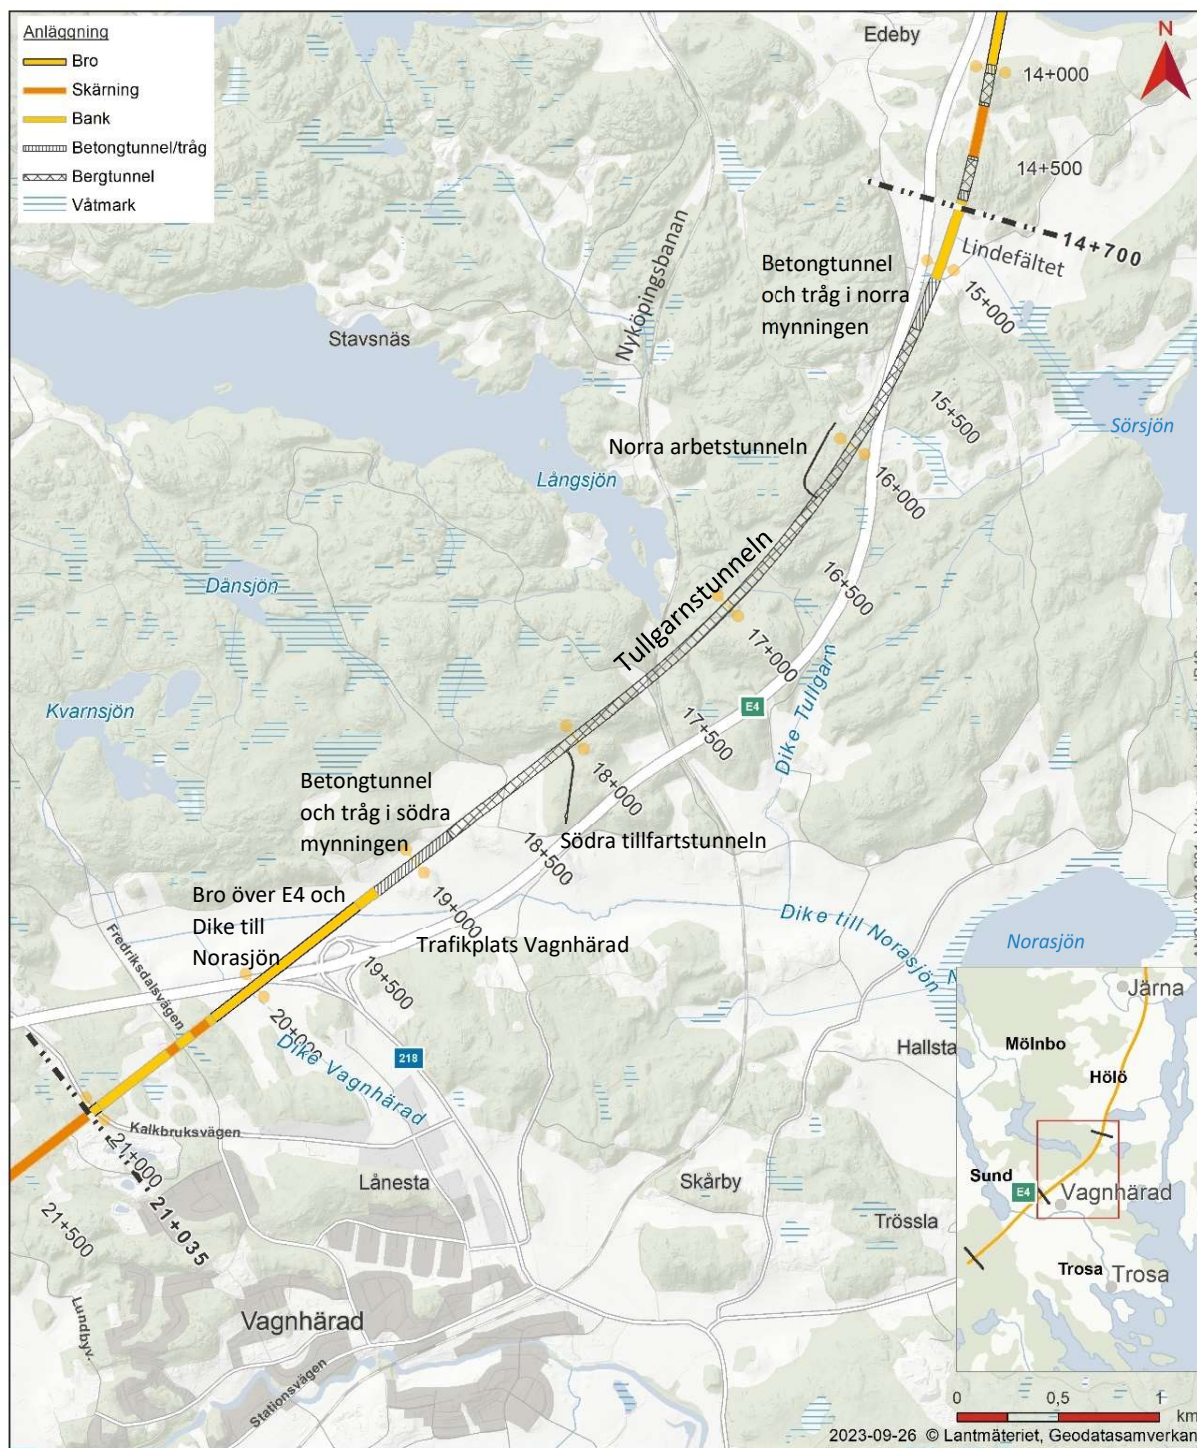 Anläggning
Bro
Skärning
Bank
Betongtunnel/tråg
Bergtunnel
Våtmark
Edeby
N
14+000
14+500
14+700
Lindefältet
Nyköpingsbanan
Betongtunnel
och tråg i norra
mynningen
15+000
Stavsnäs
15+500
Sörsjön
Norra arbetstunneln
Långsjön
16+000
Tullgarnstunneln
Dånsjön
16+500
17+000
Dike Tullgarn
Kvarnsjön
E4
17+500
18+000
Betongtunnel
och tråg i södra
mynningen
Södra tillfartstunneln
18+500
Bro över E4 och
Dike till
Norasjön
19+000
Dike till Norasjön
Trafikplats Vagnhärad
Norasjön
Fredriksdalsvägen
19+500
20+000
Dike Vagnhärad
218
Hallsta
Järna
Mölnbo
Hölö
Sund
E4
Vagnhärad
Trosa
Trosa
Kalkbruksvägen
21+000
21+035
21+500
Lånesta
Skårby
Trössla
Lundbyv.
Vagnhärad
Stationsvägen
0 0,5 1
km
2023-09-26 © Lantmäteriet, Geodatasamverkan